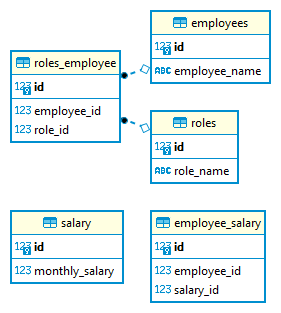 employees
123 id
ABC employee_name
roles_employee
123 id
123 employee_id
123 role_id
roles
123 id
ABC role_name
salary
123 id
123 monthly_salary
employee_salary
123 id
123 employee_id
123 salary_id